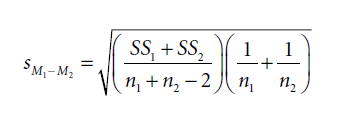 $s_{M_1 - M_2} = \sqrt{\left(\frac{SS_1 + SS_2}{n_1 + n_2 - 2}\right)\left(\frac{1}{n_1} + \frac{1}{n_2}\right)}$